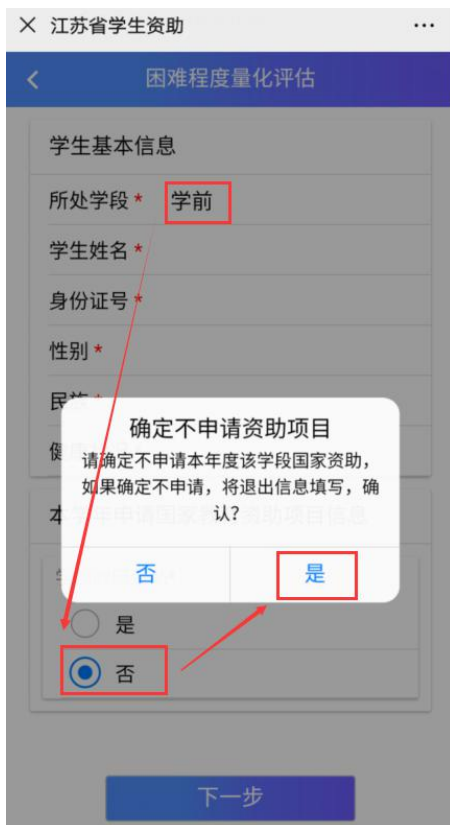 江苏省学生资助
困难程度量化评估
学生基本信息
所处学段* 学前
学生姓名*
身份证号*
性别*
民族*
健
确定不申请资助项目
请确定不申请本年度该学段国家资助，
如果确定不申请，将退出信息填写，确
认？
否 是
是
否
下一步